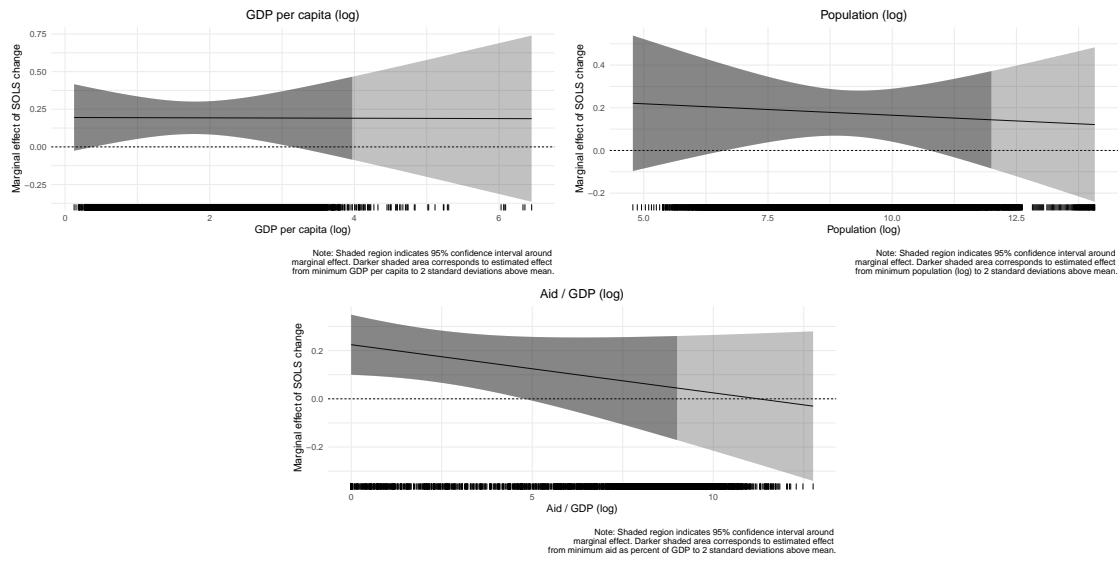 GDP per capita (log)
Marginal effect of SOLS change
0.75
0.50
0.25
0.00
−0.25
0
2
4
6
GDP per capita (log)
Note: Shaded region indicates 95% confidence interval around
marginal effect. Darker shaded area corresponds to estimated effect
from minimum GDP per capita to 2 standard deviations above mean.
Population (log)
Marginal effect of SOLS change
0.4
0.2
0.0
−0.2
5.0
7.5
10.0
12.5
Population (log)
Note: Shaded region indicates 95% confidence interval around
marginal effect. Darker shaded area corresponds to estimated effect
from minimum population (log) to 2 standard deviations above mean.
Aid / GDP (log)
Marginal effect of SOLS change
0.2
0.0
−0.2
0
5
10
Aid / GDP (log)
Note: Shaded region indicates 95% confidence interval around
marginal effect. Darker shaded area corresponds to estimated effect
from minimum aid as percent of GDP to 2 standard deviations above mean.